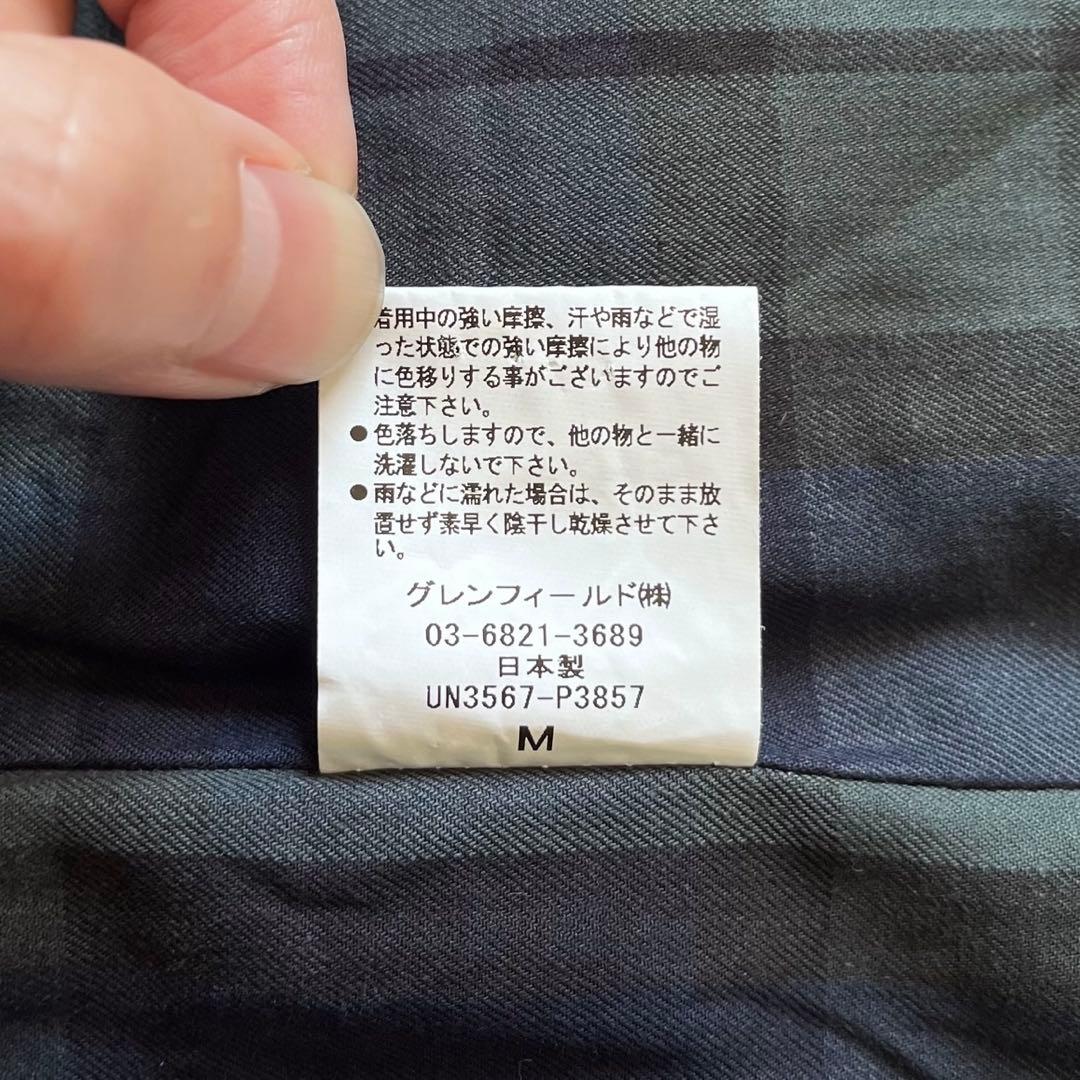 着用中の強い摩擦、汗や雨などで湿
った状態での強い摩擦により他の物
に色移りする事がございますのでご
注意下さい。
●色落ちしますので、他の物と一緒に
洗濯しないで下さい。
●雨などに濡れた場合は、そのまま放
置せず素早く陰干し乾燥させて下さ
い。
グレンフィールド㈱
03-6821-3689
日本製
UN3567-P3857
M